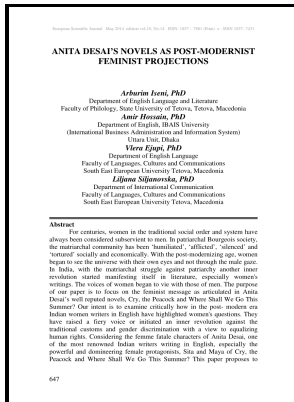 European Scientific Journal May 2014 edition vol.10, No.14 ISSN: 1857 – 7881 (Print) e - ISSN 1857- 7431
ANITA DESAI'S NOVELS AS POST-MODERNIST
FEMINIST PROJECTIONS
Arburim Iseni, PhD
Department of English Language and Literature
Faculty of Philology, State University of Tetova, Tetova, Macedonia
Amir Hossain, PhD
Department of English, IBAIS University
(International Business Administration and Information System)
Uttara Unit, Dhaka
Vlera Ejupi, PhD
Department of English Language
Faculty of Languages, Cultures and Communications
South East European University Tetova, Macedonia
Liljana Siljanovska, PhD
Department of International Communication
Faculty of Languages, Cultures and Communications
South East European University Tetova, Macedonia
Abstract
For centuries, women in the traditional social order and system have
always been considered subservient to men. In patriarchal Bourgeois society,
the matriarchal community has been 'humiliated', 'afflicted', 'silenced' and
'tortured' socially and economically. With the post-modernizing age, women
began to see the universe with their own eyes and not through the male gaze.
In India, with the matriarchal struggle against patriarchy another inner
revolution started manifesting itself in literature, especially women's
writings. The voices of women began to vie with those of men. The purpose
of our paper is to focus on the feminist message as articulated in Anita
Desai's well reputed novels, Cry, the Peacock and Where Shall We Go This
Summer? Our intent is to examine critically how in the post- modern era
Indian women writers in English have highlighted women's questions. They
have raised a fiery voice or initiated an inner revolution against the
traditional customs and gender discrimination with a view to equalizing
human rights. Considering the femme fatale characters of Anita Desai, one
of the most renowned Indian writers writing in English, especially the
powerful and domineering female protagonists, Sita and Maya of Cry, the
Peacock and Where Shall We Go This Summer? This paper proposes to
647